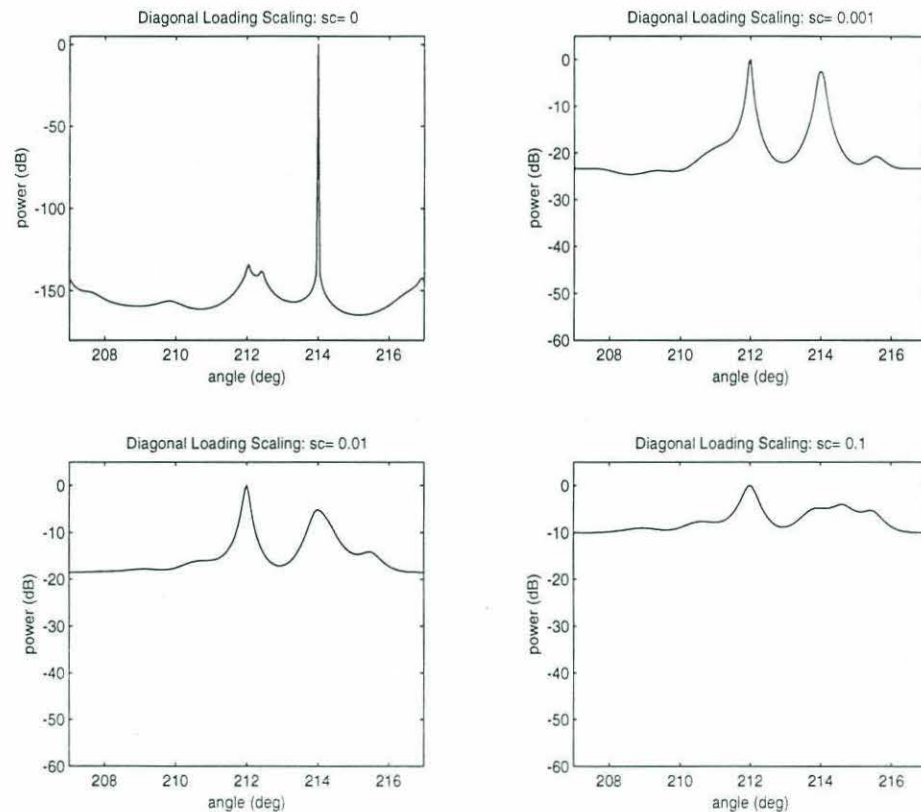 Diagonal Loading Scaling: sc= 0
0
-50
-100
-150
power (dB)
208 210 212 214 216
angle (deg)
Diagonal Loading Scaling: sc= 0.001
0
-10
-20
-30
-40
-50
-60
power (dB)
208 210 212 214 216
angle (deg)
Diagonal Loading Scaling: sc= 0.01
0
-10
-20
-30
-40
-50
-60
power (dB)
208 210 212 214 216
angle (deg)
Diagonal Loading Scaling: sc= 0.1
0
-10
-20
-30
-40
-50
-60
power (dB)
208 210 212 214 216
angle (deg)